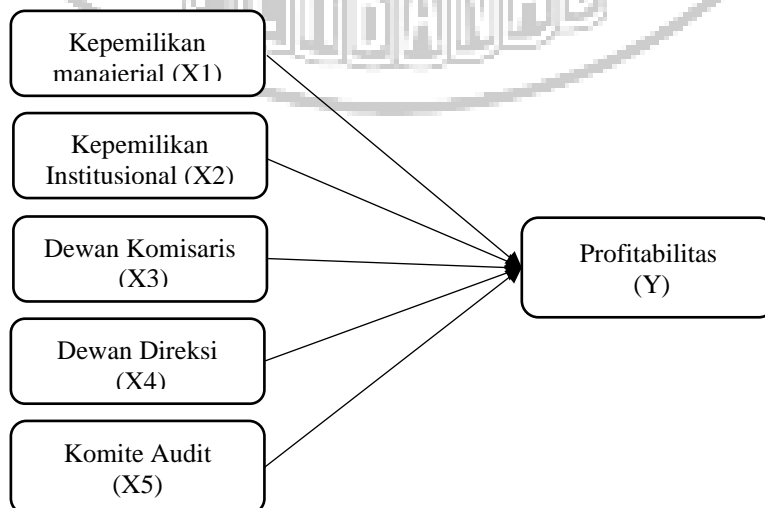 Kepemilikan
manajerial (X1)
Kepemilikan
Institusional (X2)
Dewan Komisaris
(X3)
Dewan Direksi
(X4)
Komite Audit
(X5)
Profitabilitas
(Y)